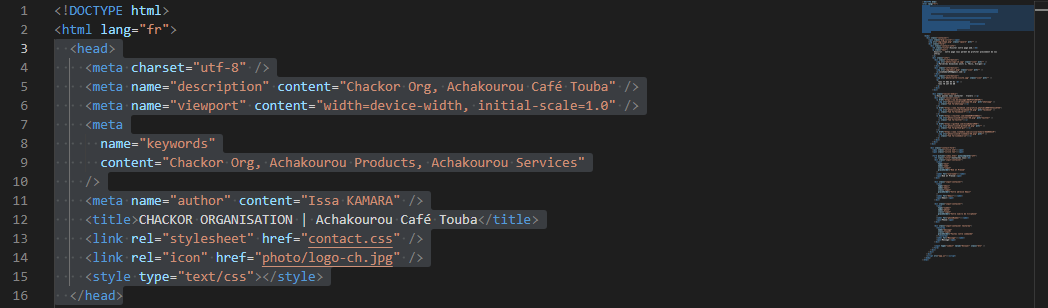 1 <!DOCTYPE html>
2 <html lang="fr">
3 <head>
4 <meta charset="utf-8" />
5 <meta name="description" content="Chackor Org, Achakourou Café Touba" />
6 <meta name="viewport" content="width=device-width, initial-scale=1.0" />
7 <meta
8 name="keywords"
9 content="Chackor Org, Achakourou Products, Achakourou Services"
10 />
11 <meta name="author" content="Issa KAMARA" />
12 <title>CHACKOR ORGANISATION | Achakourou Café Touba</title>
13 <link rel="stylesheet" href="contact.css" />
14 <link rel="icon" href="photo/logo-ch.jpg" />
15 <style type="text/css"></style>
16 </head>